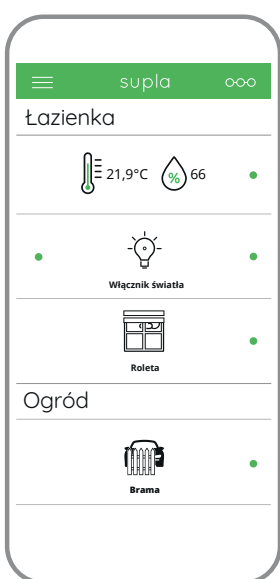 supla
Łazienka
21,9°C % 66
Włącznik światła
Roleta
Ogród
Brama